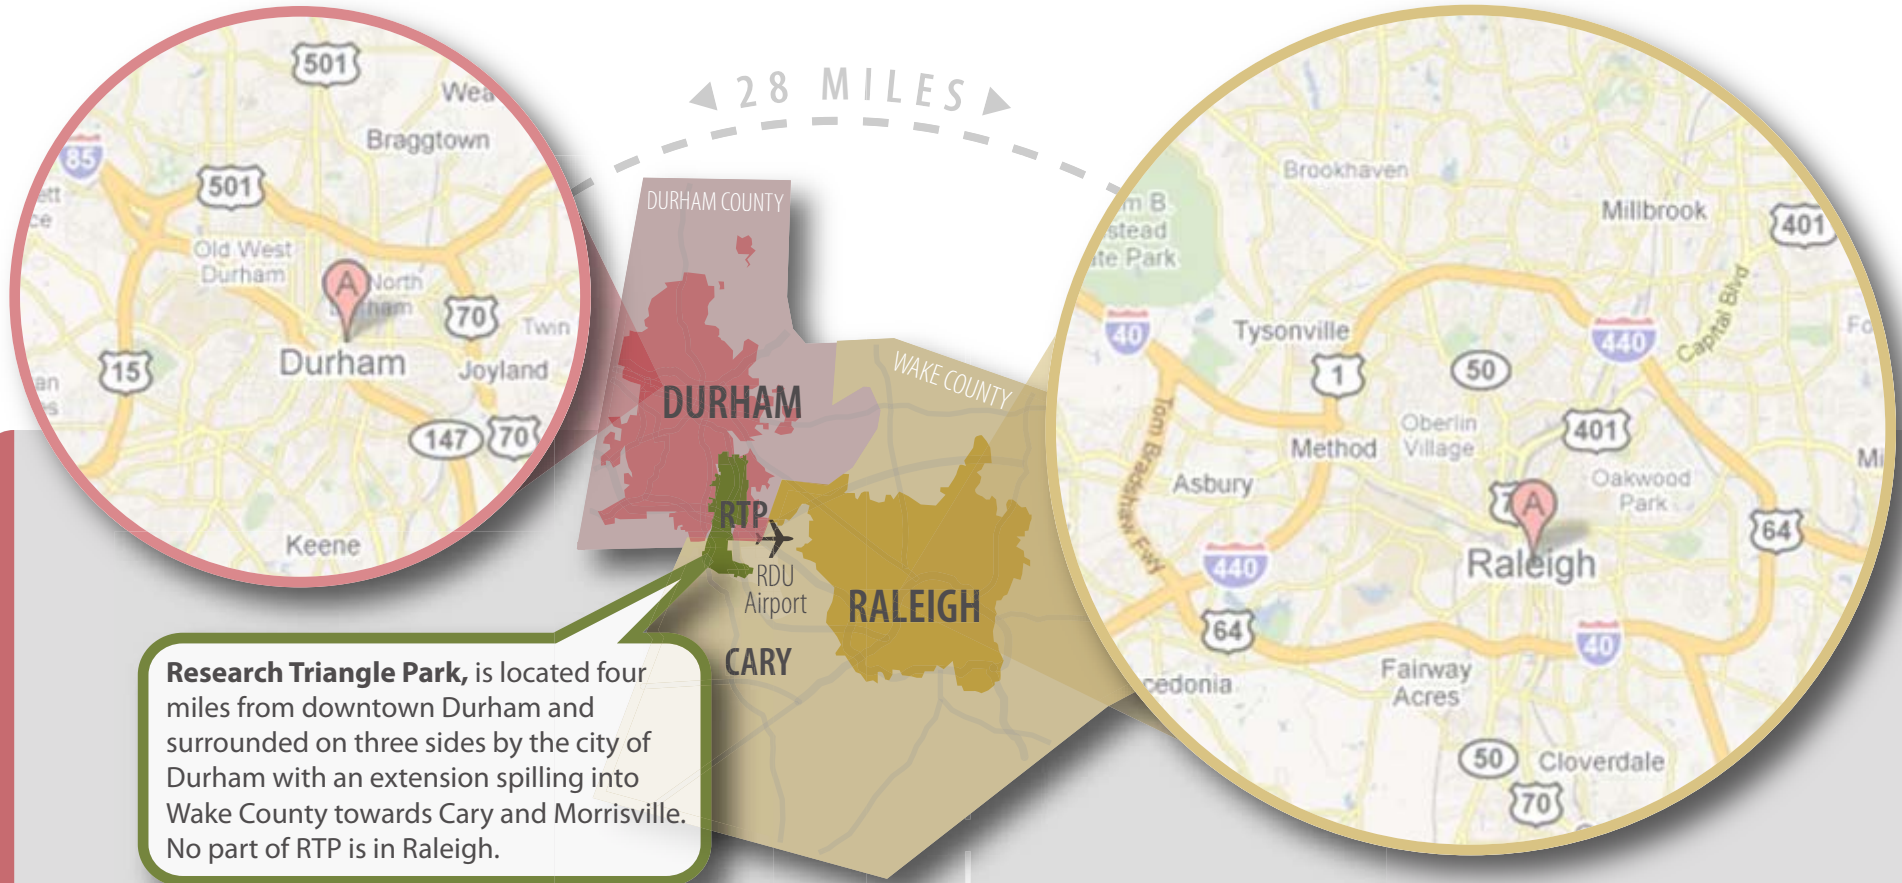 28 MILES
501
Braggtown
85
501
Old West
Durham
A
North
70
Twin
15
Durham
Joyland
147
70
Keene
DURHAM COUNTY
WAKE COUNTY
DURHAM
RTP
RDU
Airport
RALEIGH
CARY
Brookhaven
Millbrook
401
40
Tysonville
440
Capital Blvd
1
50
Tom Bradshaw Fwy
Oberlin
Village
401
Method
Asbury
Oakwood
Park
A
64
Raleigh
440
64
40
Fairway
Acres
50
Cloverdale
70
Research Triangle Park, is located four
miles from downtown Durham and
surrounded on three sides by the city of
Durham with an extension spilling into
Wake County towards Cary and Morrisville.
No part of RTP is in Raleigh.